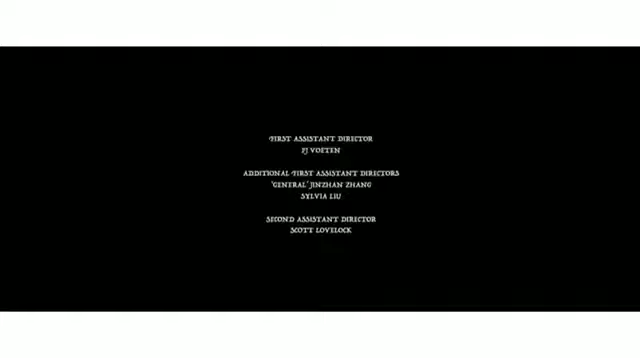 FIRST ASSISTANT DIRECTOR
PJ VOETEN
ADDITIONAL FIRST ASSISTANT DIRECTORS
'GENERAL' JINZHAN ZHANG
SYLVIA LIU
SECOND ASSISTANT DIRECTOR
SCOTT LOVELOCK